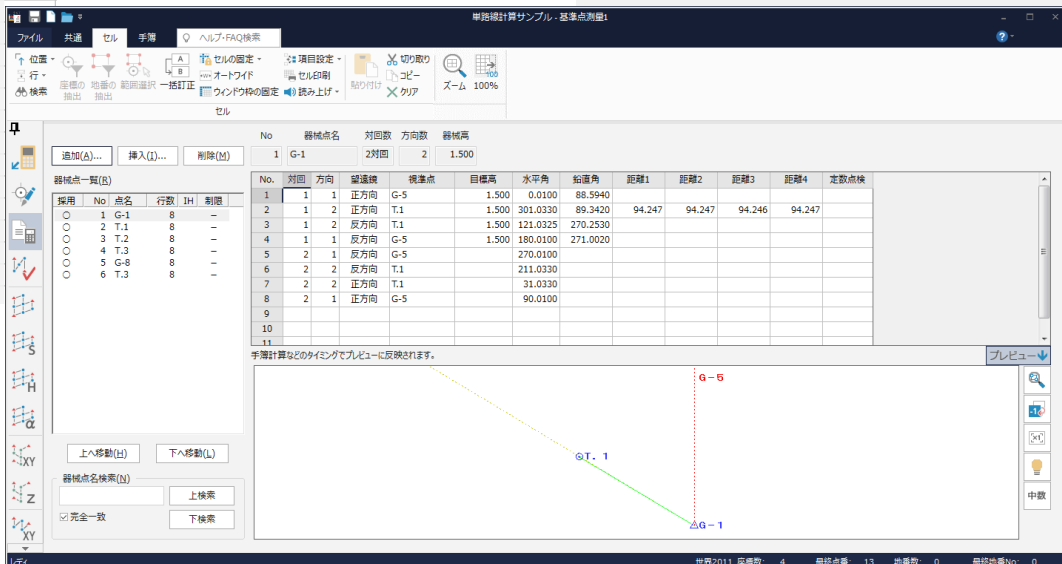 単路線計算サンプル - 基準点測量1
ファイル 共通 セル 手簿 ヘルプ・FAQ検索
位置 行 検索
座標の抽出 地番の抽出 範囲選択 一括訂正
セルの固定 オートワイド ウィンドウ枠の固定
項目設定 セル印刷 読み上げ
貼り付け 切り取り コピー クリア
ズーム 100%
セル
追加(A)... 挿入(I)... 削除(M)
No 器械点名 対回数 方向数 器械高
1 G-1 2対回 2 1.500
器械点一覧(R)
採用 No 点名 行数 IH 制限
○ 1 G-1 8 −
○ 2 T.1 8 −
○ 3 T.2 8 −
○ 4 T.3 8 −
○ 5 G-8 8 −
○ 6 T.3 8 −
No. 対回 方向 望遠鏡 視準点 目標高 水平角 鉛直角 距離1 距離2 距離3 距離4 定数点検
1 1 1 正方向 G-5 1.500 0.0100 88.5940
2 1 2 正方向 T.1 1.500 301.0330 89.3420 94.247 94.247 94.246 94.247
3 1 2 反方向 T.1 1.500 121.0325 270.2530
4 1 1 反方向 G-5 1.500 180.0100 271.0020
5 2 1 反方向 G-5 270.0100
6 2 2 反方向 T.1 211.0330
7 2 2 正方向 T.1 31.0330
8 2 1 正方向 G-5 90.0100
9
10
11
手簿計算などのタイミングでプレビューに反映されます。
プレビュー
G-5
T. 1
G-1
中数
上へ移動(H) 下へ移動(L)
器械点名検索(N)
上検索
完全一致 下検索
S
H
α
XY
Z
XY
レディ 世界2011 座標数: 4 最終点番: 13 地番数: 0 最終地番No: 0